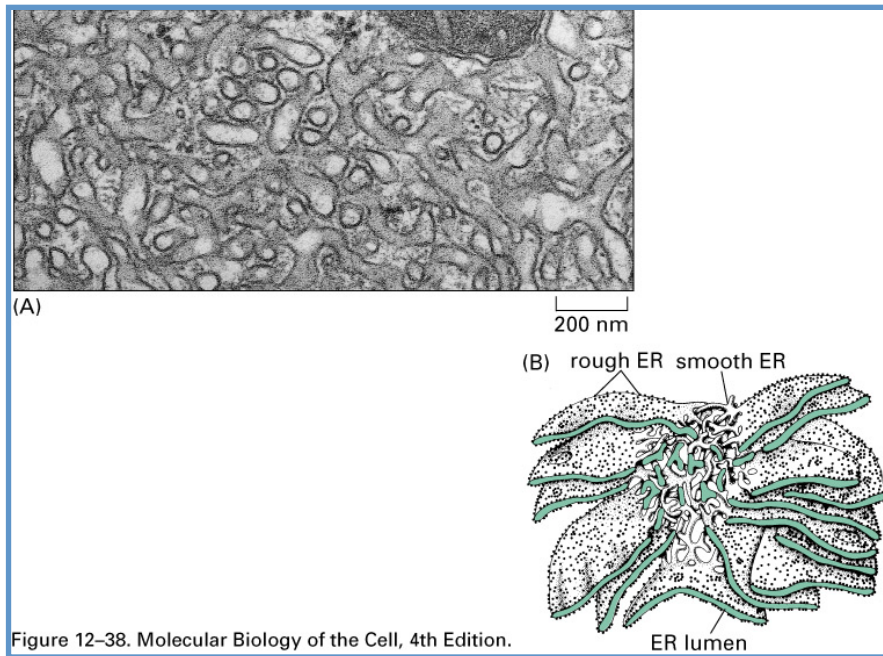 (A)
200 nm
(B) rough ER smooth ER
Figure 12–38. Molecular Biology of the Cell, 4th Edition.
ER lumen